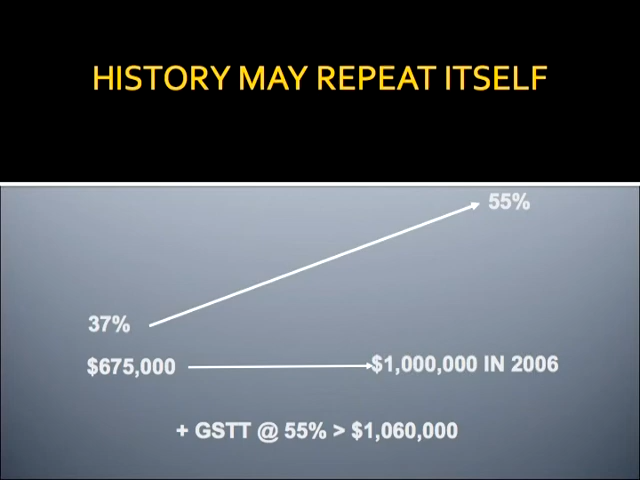 HISTORY MAY REPEAT ITSELF
55%
37%
$675,000 $1,000,000 IN 2006
+ GSTT @ 55% > $1,060,000